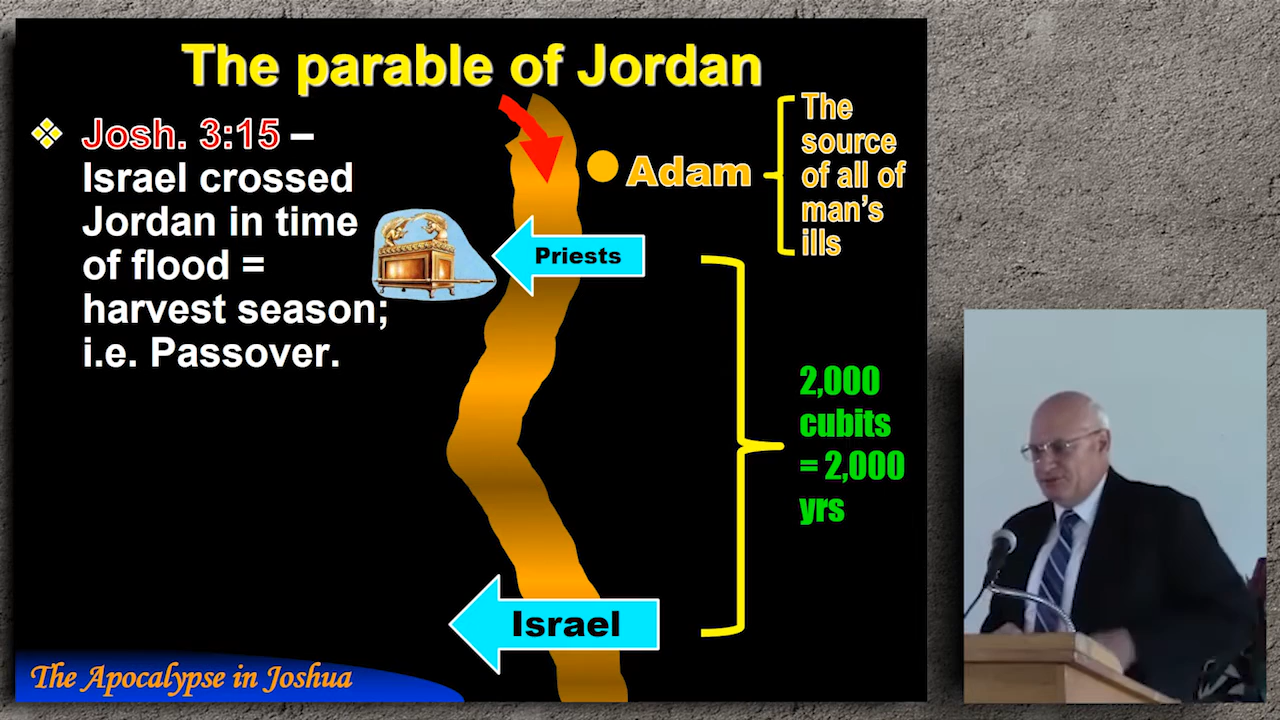 The parable of Jordan
Josh. 3:15 –
Israel crossed
Jordan in time
of flood =
harvest season;
i.e. Passover.
Adam
The
source
of all of
man's
ills
Priests
2,000
cubits
= 2,000
yrs
Israel
The Apocalypse in Joshua